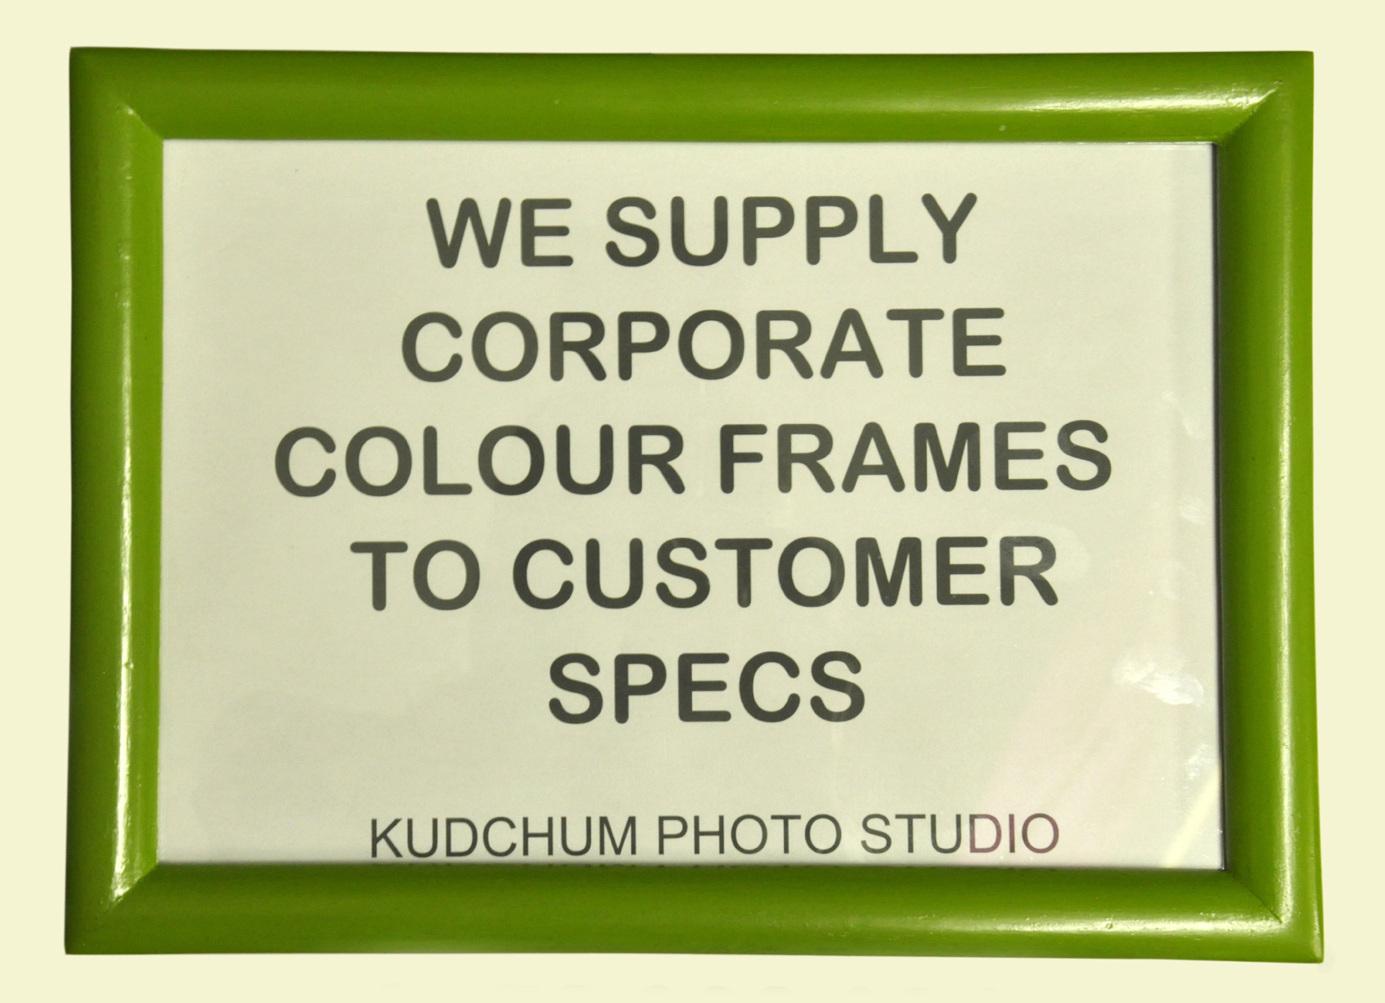 WE SUPPLY
CORPORATE
COLOUR FRAMES
TO CUSTOMER
SPECS
KUDCHUM PHOTO STUDIO